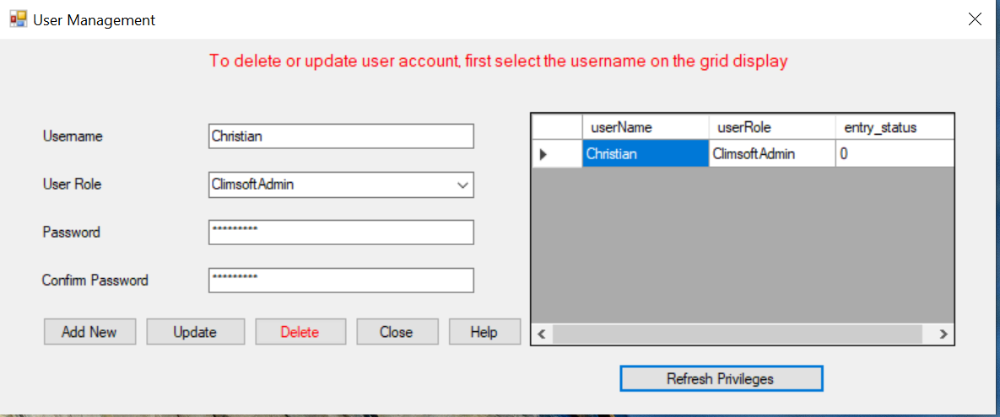 User Management
To delete or update user account, first select the username on the grid display
Username
Christian
User Role
ClimsoftAdmin
Password
*********
Confirm Password
*********
Add New
Update
Delete
Close
Help
userName userRole entry_status
Christian ClimsoftAdmin 0
Refresh Privileges